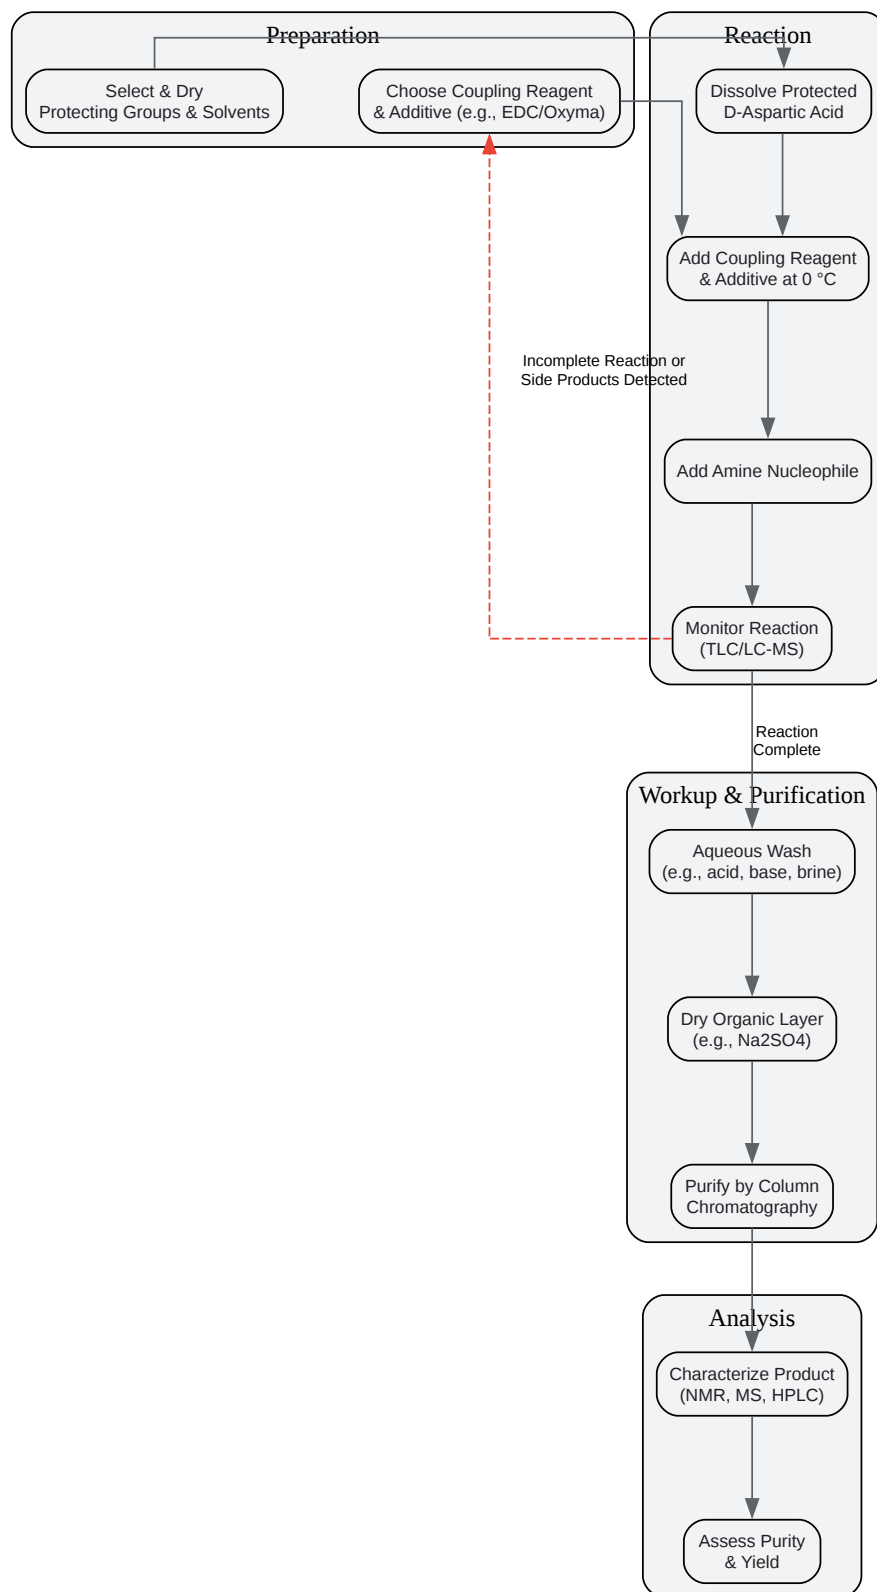 Preparation
Reaction
Select & Dry
Protecting Groups & Solvents
Choose Coupling Reagent
& Additive (e.g., EDC/Oxyma)
Dissolve Protected
D-Aspartic Acid
Add Coupling Reagent
& Additive at 0 °C
Incomplete Reaction or
Side Products Detected
Add Amine Nucleophile
Monitor Reaction
(TLC/LC-MS)
Reaction
Complete
Workup & Purification
Aqueous Wash
(e.g., acid, base, brine)
Dry Organic Layer
(e.g., Na2SO4)
Purify by Column
Chromatography
Analysis
Characterize Product
(NMR, MS, HPLC)
Assess Purity
& Yield